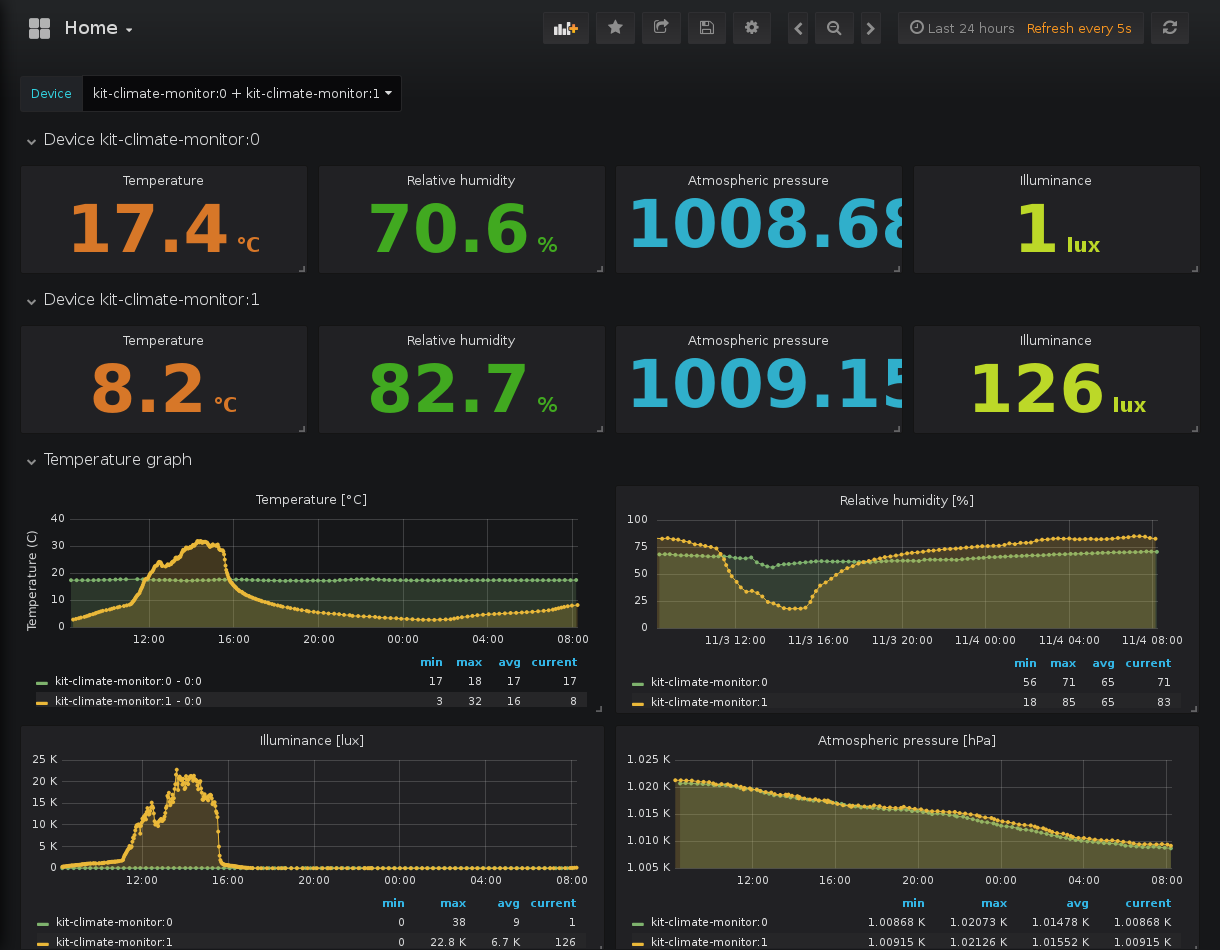 Home
Last 24 hours Refresh every 5s
Device kit-climate-monitor:0 + kit-climate-monitor:1
Device kit-climate-monitor:0
Temperature Relative humidity Atmospheric pressure Illuminance
17.4 °C 70.6 % 1008.68 1 lux
Device kit-climate-monitor:1
Temperature Relative humidity Atmospheric pressure Illuminance
8.2 °C 82.7 % 1009.15 126 lux
Temperature graph
Temperature [°C]
Temperature (C)
40
30
20
10
0
12:00 16:00 20:00 00:00 04:00 08:00
min max avg current
kit-climate-monitor:0 - 0:0 17 18 17 17
kit-climate-monitor:1 - 0:0 3 32 16 8
Relative humidity [%]
100
75
50
25
0
11/3 12:00 11/3 16:00 11/3 20:00 11/4 00:00 11/4 04:00 11/4 08:00
min max avg current
kit-climate-monitor:0 56 71 65 71
kit-climate-monitor:1 18 85 65 83
Illuminance [lux]
25 K
20 K
15 K
10 K
5 K
0
12:00 16:00 20:00 00:00 04:00 08:00
min max avg current
kit-climate-monitor:0 0 38 9 1
kit-climate-monitor:1 0 22.8 K 6.7 K 126
Atmospheric pressure [hPa]
1.025 K
1.020 K
1.015 K
1.010 K
1.005 K
12:00 16:00 20:00 00:00 04:00 08:00
min max avg current
kit-climate-monitor:0 1.00868 K 1.02073 K 1.01478 K 1.00868 K
kit-climate-monitor:1 1.00915 K 1.02126 K 1.01552 K 1.00915 K